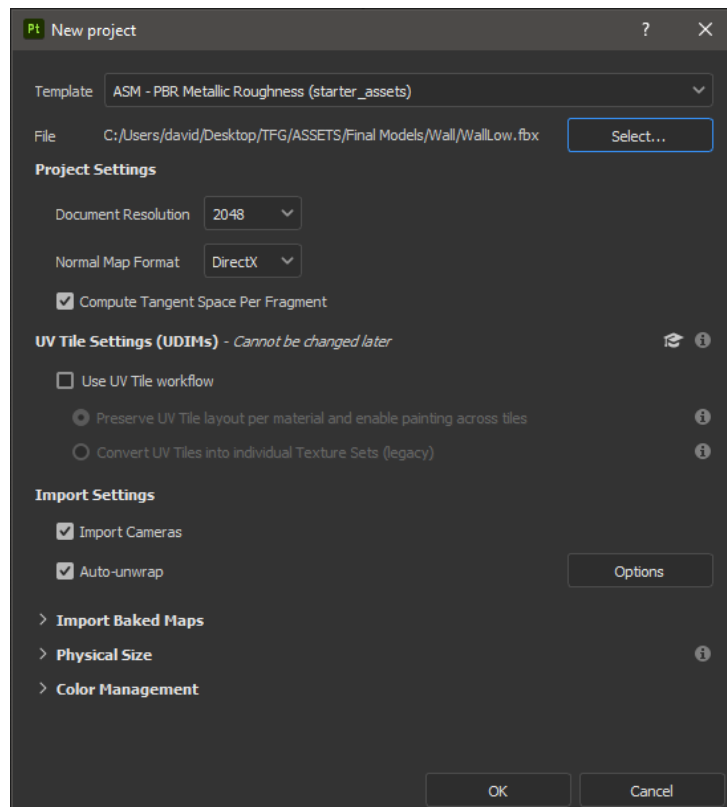 Pt New project ?
Template ASM - PBR Metallic Roughness (starter_assets)
File C:/Users/david/Desktop/TFG/ASSETS/Final Models/Wall/WallLow.fbx Select...
Project Settings
Document Resolution 2048
Normal Map Format DirectX
Compute Tangent Space Per Fragment
UV Tile Settings (UDIMs) - Cannot be changed later
Use UV Tile workflow
Preserve UV Tile layout per material and enable painting across tiles
Convert UV Tiles into individual Texture Sets (legacy)
Import Settings
Import Cameras
Auto-unwrap Options
Import Baked Maps
Physical Size
Color Management
OK Cancel